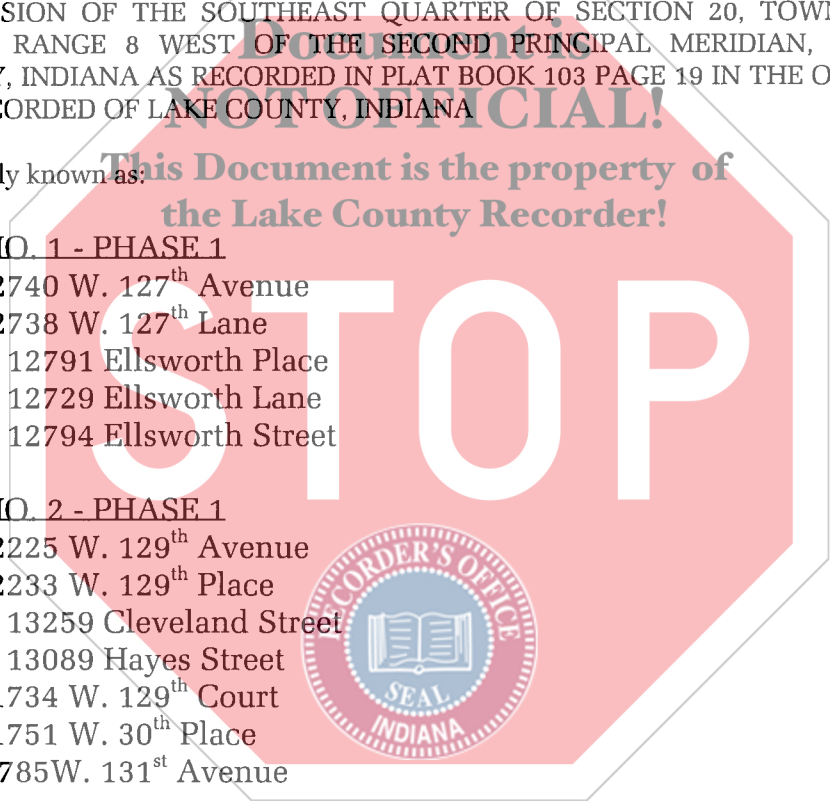 SION OF THE SOUTHEAST QUARTER OF SECTION 20, TOW
RANGE 8 WEST OF THE SECOND PRINCIPAL MERIDIAN,
Y, INDIANA AS RECORDED IN PLAT BOOK 103 PAGE 19 IN THE O
CORDED OF LAKE COUNTY, INDIANA
Document is
NOT OFFICIAL!
This Document is the property of
the Lake County Recorder!
ly known as:
NO. 1 - PHASE 1
2740 W. 127th Avenue
2738 W. 127th Lane
12791 Ellsworth Place
12729 Ellsworth Lane
12794 Ellsworth Street
STOP
NO. 2 - PHASE 1
2225 W. 129th Avenue
2233 W. 129th Place
13259 Cleveland Street
13089 Hayes Street
1734 W. 129th Court
1751 W. 30th Place
785W. 131st Avenue
RECORDER'S OFFICE
SEAL
INDIANA